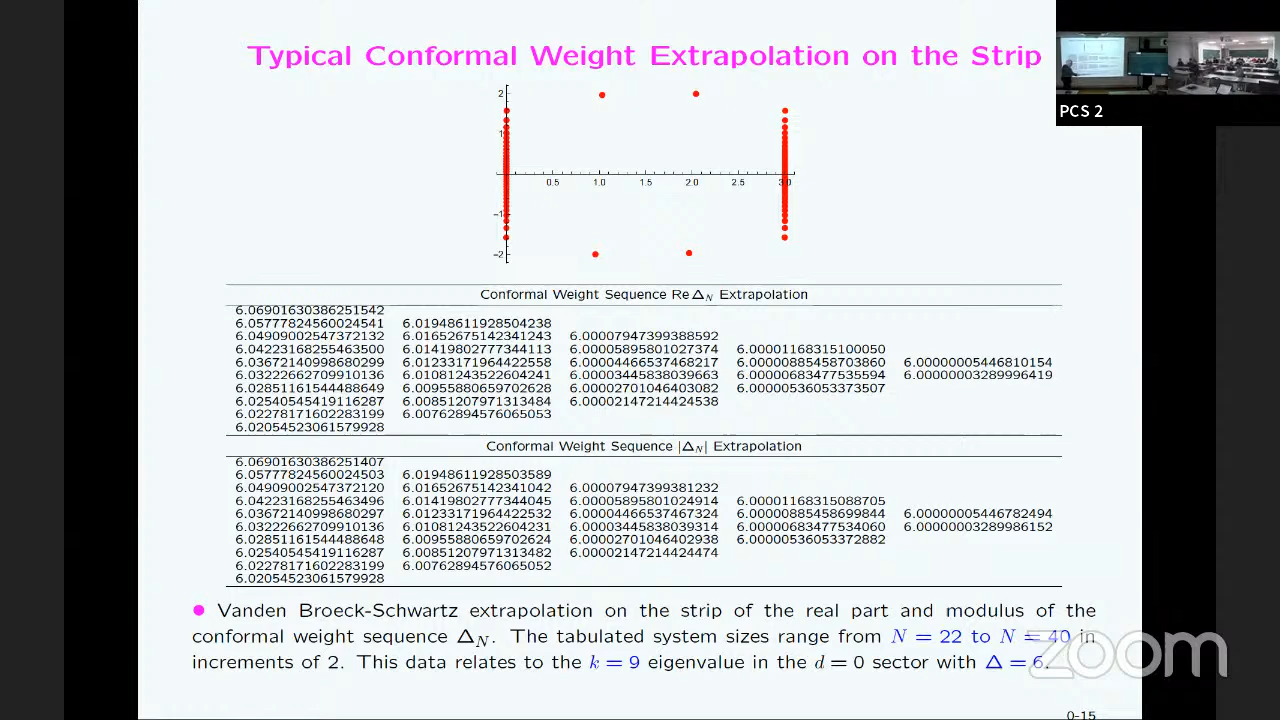 Typical Conformal Weight Extrapolation on the Strip
PCS 2
2
1
-1
-2
0.5 1.0 1.5 2.0 2.5 3.0
Conformal Weight Sequence Re Δ_N Extrapolation
6.06901630386251542
6.05777824560024541 6.01948611928504238
6.04909002547372132 6.01652675142341243 6.00007947399388592
6.04223168255463500 6.01419802777344113 6.00005895801027374 6.00001168315100050
6.03672140998680299 6.01233171964422558 6.00004466537468217 6.00000885458703860 6.00000005446810154
6.03222662709910136 6.01081243522604241 6.00003445838039663 6.00000683477535594 6.00000003289996419
6.02851161544488649 6.00955880659702628 6.00002701046403082 6.00000536053373507
6.02540545419116287 6.00851207971313484 6.00002147214424538
6.02278171602283199 6.00762894576065053
6.02054523061579928
Conformal Weight Sequence |Δ_N| Extrapolation
6.06901630386251407
6.05777824560024503 6.01948611928503589
6.04909002547372120 6.01652675142341042 6.00007947399381232
6.04223168255463496 6.01419802777344045 6.00005895801024914 6.00001168315088705
6.03672140998680297 6.01233171964422532 6.00004466537467324 6.00000885458699844 6.00000005446782494
6.03222662709910136 6.01081243522604231 6.00003445838039314 6.00000683477534060 6.00000003289986152
6.02851161544488648 6.00955880659702624 6.00002701046402938 6.00000536053372882
6.02540545419116287 6.00851207971313482 6.00002147214424474
6.02278171602283199 6.00762894576065052
6.02054523061579928
● Vanden Broeck-Schwartz extrapolation on the strip of the real part and modulus of the
conformal weight sequence Δ_N. The tabulated system sizes range from N = 22 to N = 40 in
increments of 2. This data relates to the k = 9 eigenvalue in the d = 0 sector with Δ = 6.
zoom
0-15